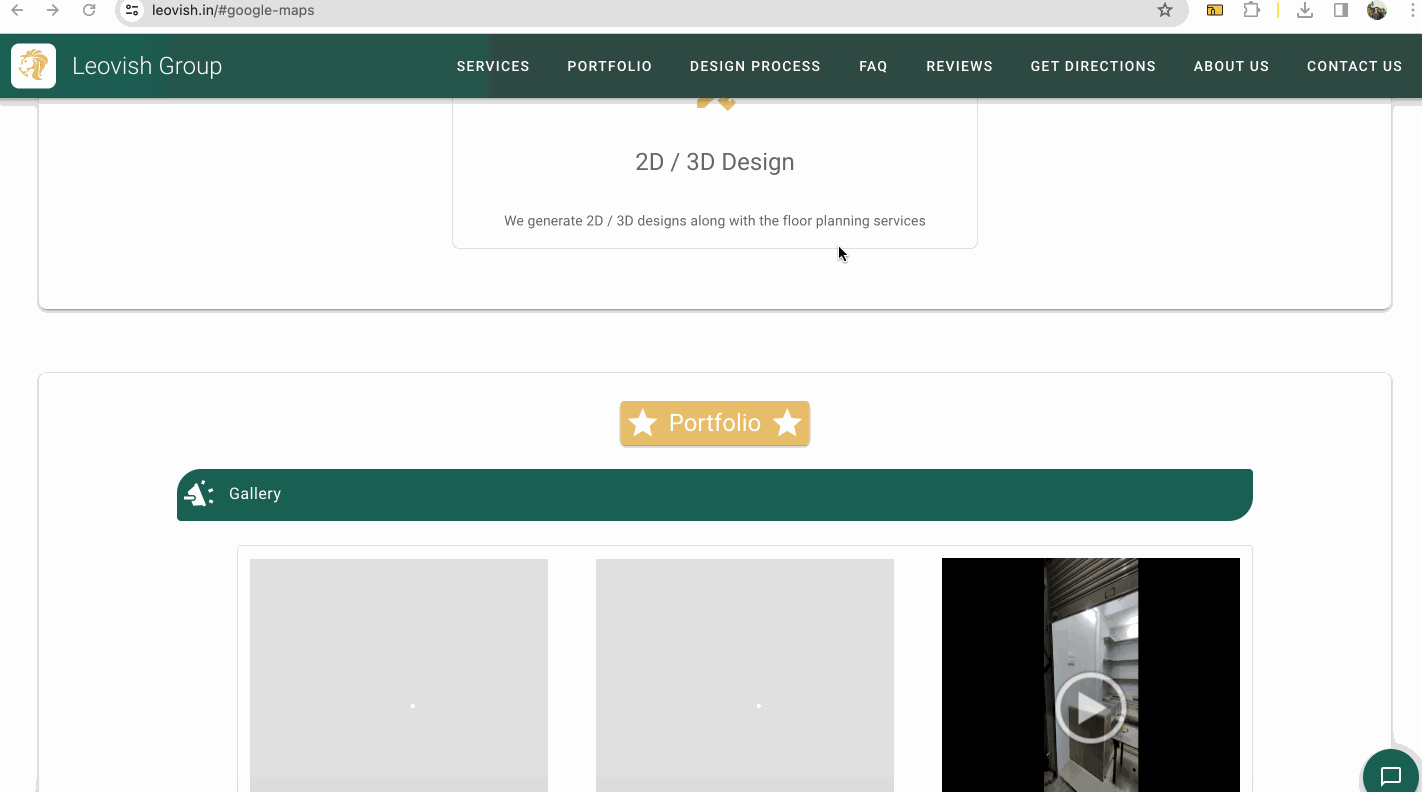 leovish.in/#google-maps
Leovish Group
SERVICES
PORTFOLIO
DESIGN PROCESS
FAQ
REVIEWS
GET DIRECTIONS
ABOUT US
CONTACT US
2D / 3D Design
We generate 2D / 3D designs along with the floor planning services
Portfolio
Gallery